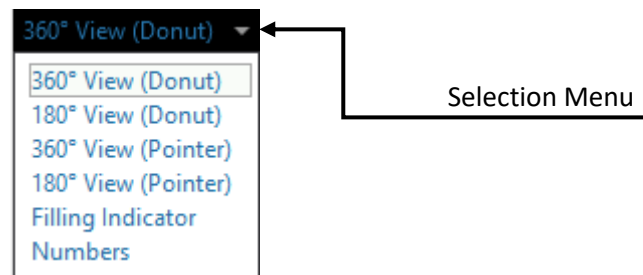 360° View (Donut)
360° View (Donut)
180° View (Donut)
360° View (Pointer)
180° View (Pointer)
Filling Indicator
Numbers
Selection Menu